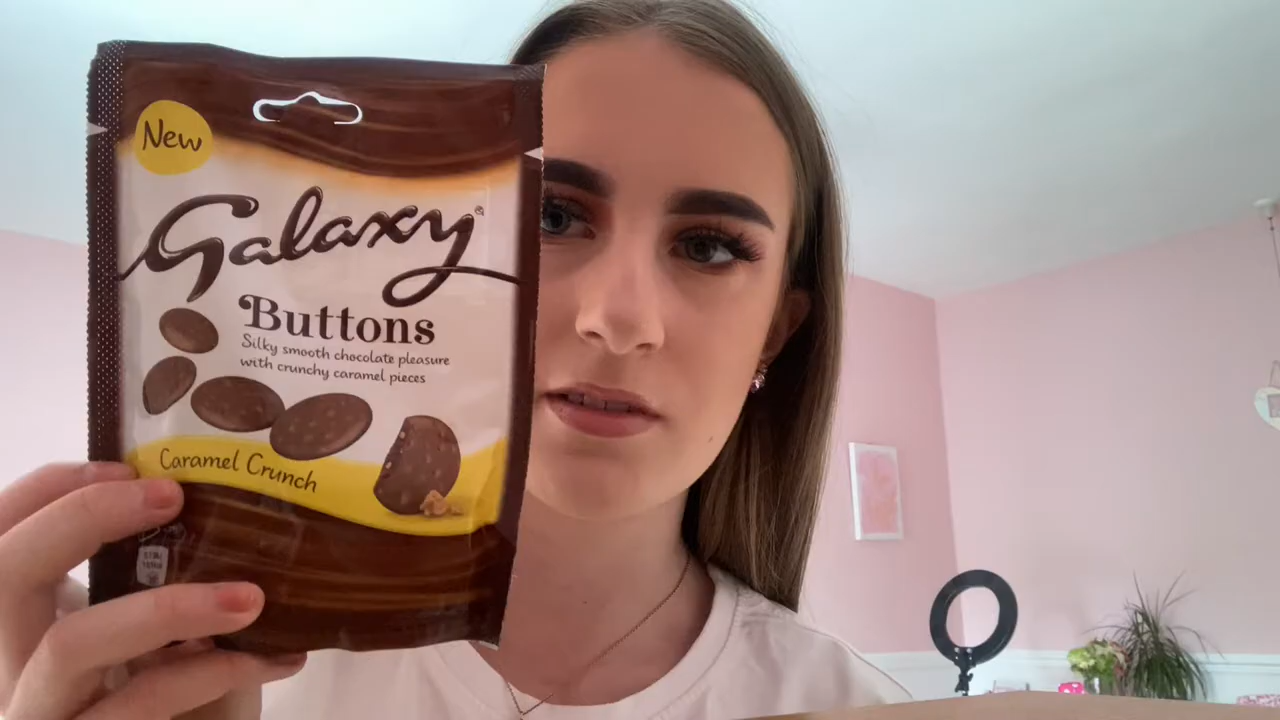 New
Galaxy®
Buttons
Silky smooth chocolate pleasure
with crunchy caramel pieces
Caramel Crunch